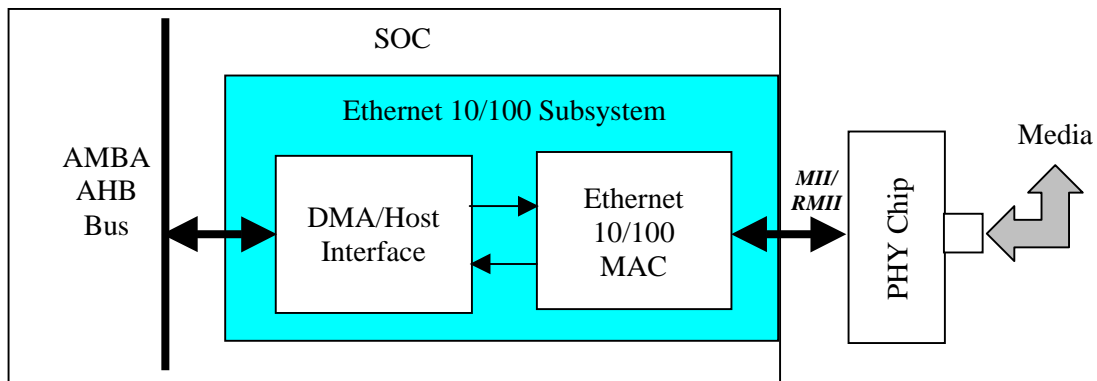 SOC
Ethernet 10/100 Subsystem
AMBA
AHB
Bus
DMA/Host
Interface
Ethernet
10/100
MAC
MII/
RMII
PHY Chip
Media